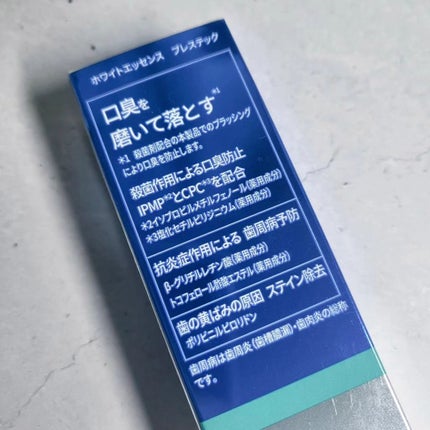 ホワイトエッセンス ブレステック
口臭を
磨いて落とす*1
*1 殺菌剤配合の本製品でのブラッシング
により口臭を防止します。
殺菌作用による口臭防止
IPMP*2とCPC*3を配合
*2イソプロピルメチルフェノール(薬用成分)
*3塩化セチルピリジニウム(薬用成分)
抗炎症作用による 歯周病予防
β-グリチルレチン酸(薬用成分)
トコフェロール酢酸エステル(薬用成分)
歯の黄ばみの原因 ステイン除去
ポリビニルピロリドン
歯周病は歯周炎(歯槽膿漏)・歯肉炎の総称
です。